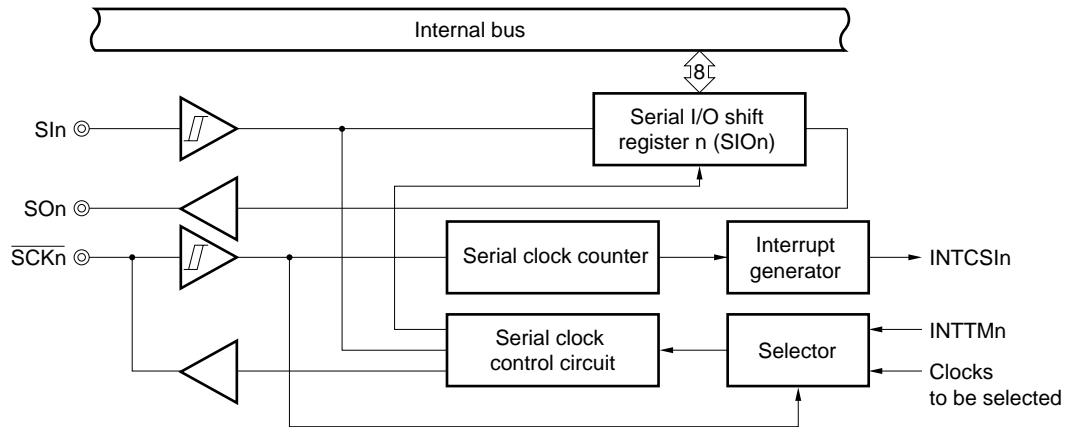 Internal bus
8
SIn
Serial I/O shift
register n (SIOn)
SOn
SCKn
Serial clock counter
Interrupt
generator
INTCSIn
Serial clock
control circuit
Selector
INTTMn
Clocks
to be selected